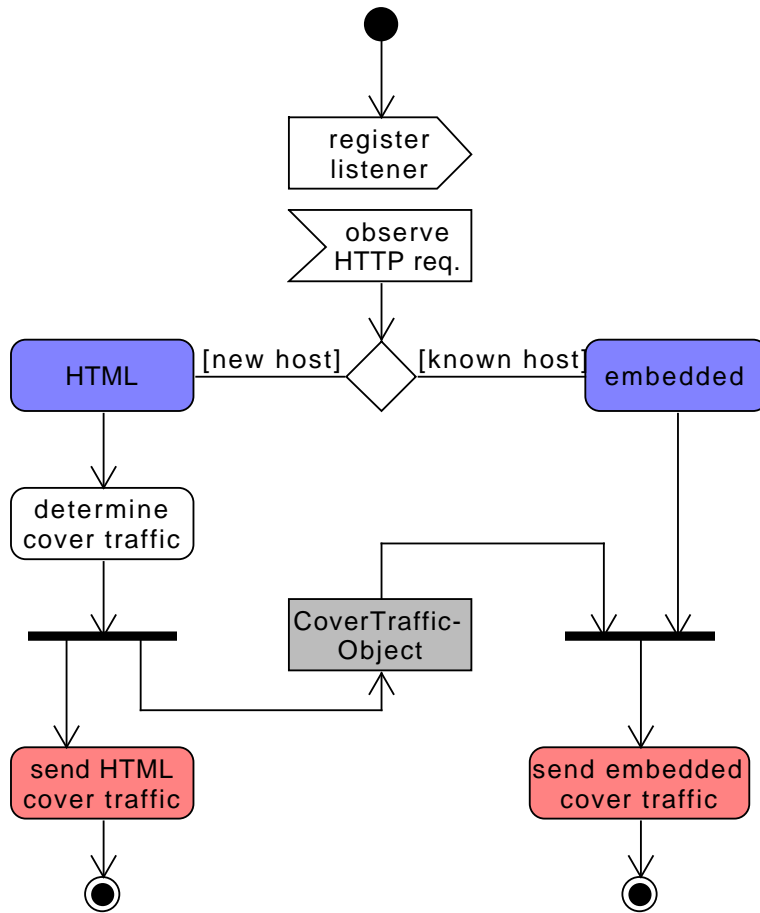 register
listener
observe
HTTP req.
[new host]
[known host]
HTML
embedded
determine
cover traffic
CoverTraffic-
Object
send HTML
cover traffic
send embedded
cover traffic